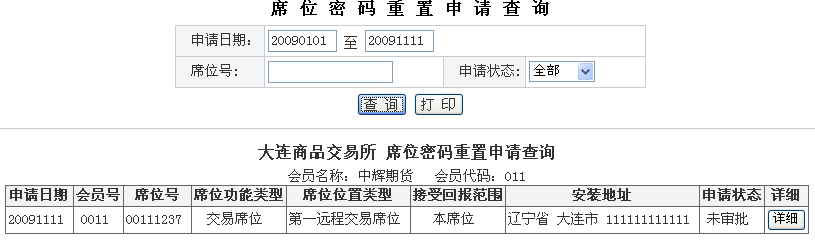 席 位 密 码 重 置 申 请 查 询
申请日期: 20090101 至 20091111
席位号: 申请状态: 全部
查 询 打 印
大连商品交易所 席位密码重置申请查询
会员名称: 中辉期货 会员代码: 011
申请日期 会员号 席位号 席位功能类型 席位位置类型 接受回报范围 安装地址 申请状态 详细
20091111 0011 00111237 交易席位 第一远程交易席位 本席位 辽宁省 大连市 111111111111 未审批 详细